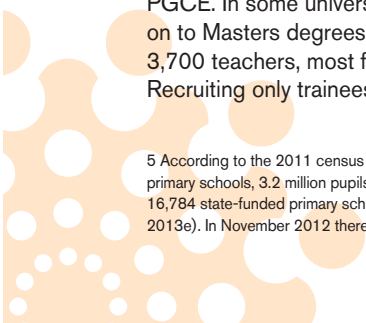 PGCE. In some univers
on to Masters degrees
3,700 teachers, most f
Recruiting only trainees
5 According to the 2011 census
primary schools, 3.2 million pupils
16,784 state-funded primary sch
2013e). In November 2012 there